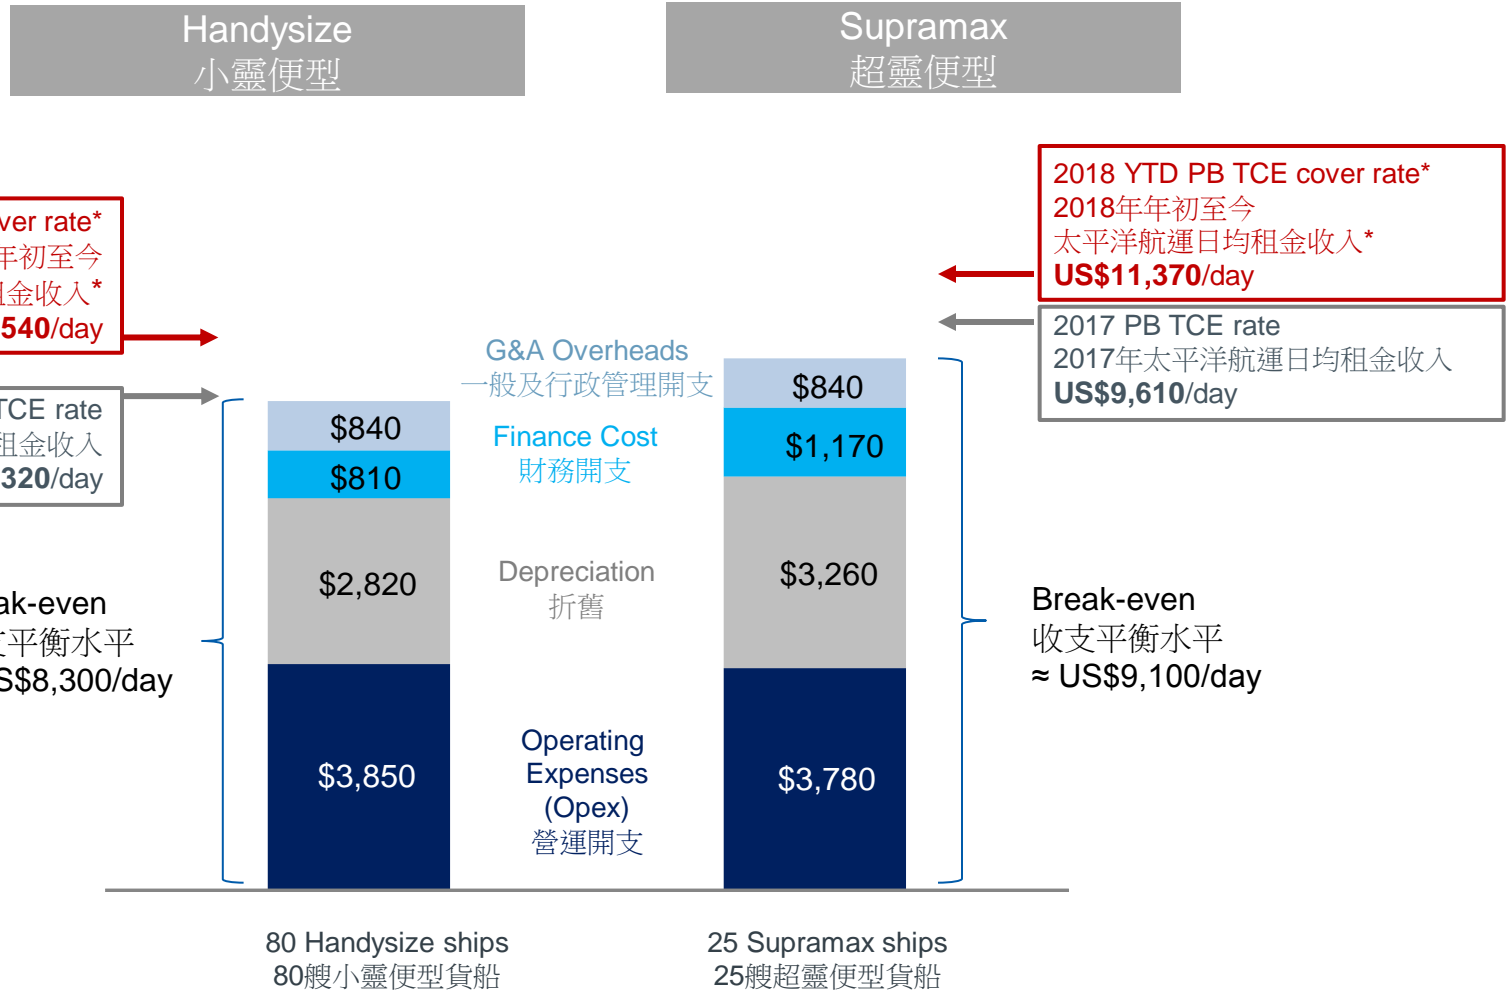 Handysize
小靈便型
Supramax
超靈便型
rate*
年初至今
金收入*
540/day
TCE rate
租金收入
320/day
2018 YTD PB TCE cover rate*
2018年年初至今
太平洋航運日均租金收入*
US$11,370/day
2017 PB TCE rate
2017年太平洋航運日均租金收入
US$9,610/day
G&A Overheads
一般及行政管理開支
Finance Cost
財務開支
Depreciation
折舊
Operating
Expenses
(Opex)
營運開支
$840
$810
$2,820
$3,850
$840
$1,170
$3,260
$3,780
ak-even
平衡水平
S$8,300/day
Break-even
收支平衡水平
≈ US$9,100/day
80 Handysize ships
80艘小靈便型貨船
25 Supramax ships
25艘超靈便型貨船